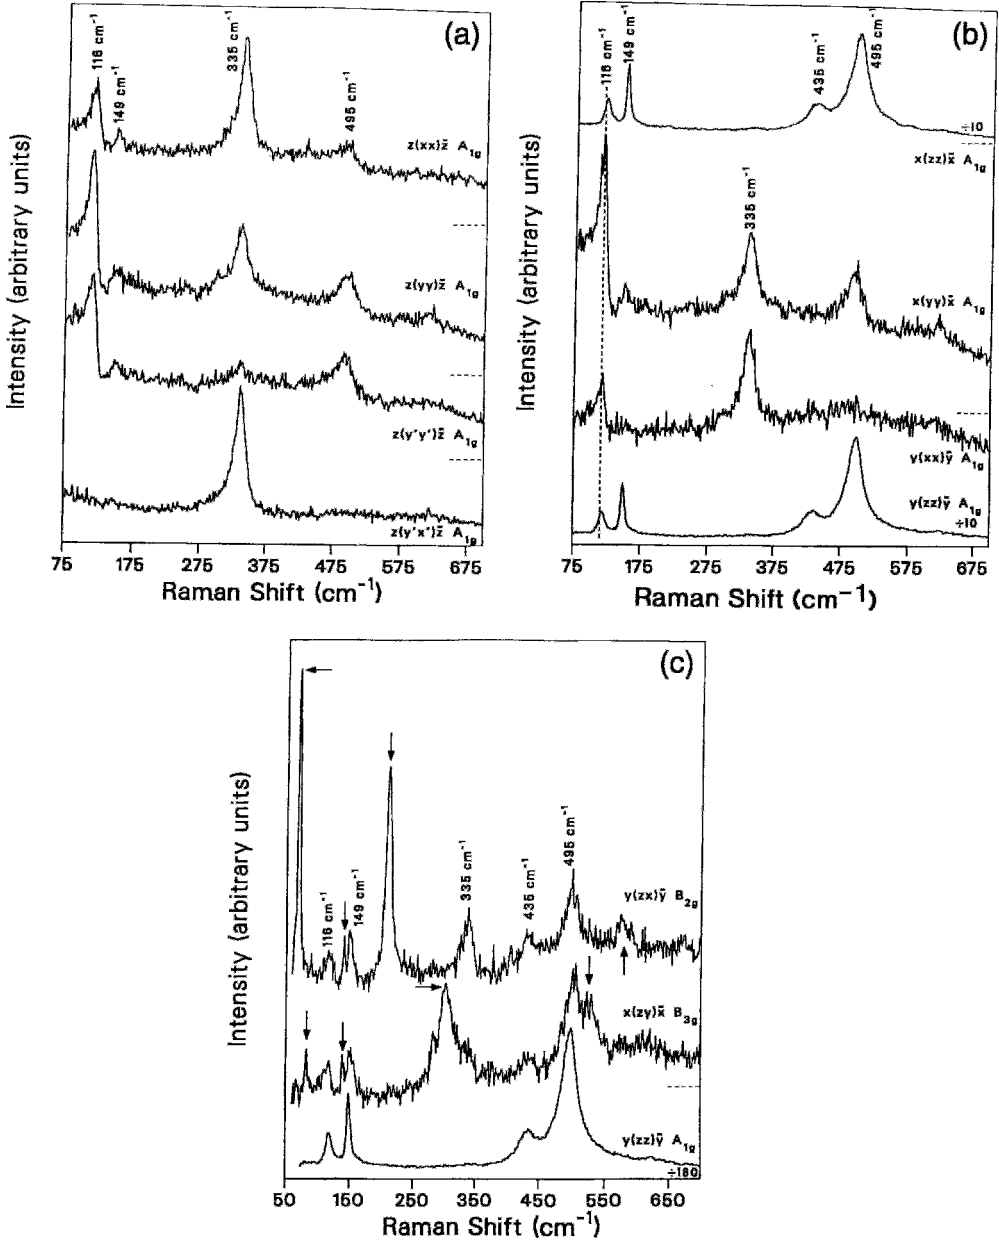 (a)
116 cm⁻¹
149 cm⁻¹
335 cm⁻¹
495 cm⁻¹
z(xx)z̄ A1g
z(yy)z̄ A1g
z(y'y')z̄ A1g
z(y'x')z̄ A1g
Intensity (arbitrary units)
75 175 275 375 475 575 675
Raman Shift (cm⁻¹)
(b)
116 cm⁻¹
149 cm⁻¹
435 cm⁻¹
495 cm⁻¹
÷10
x(zz)x̄ A1g
335 cm⁻¹
x(yy)x̄ A1g
y(xx)ȳ A1g
y(zz)ȳ A1g
÷10
Intensity (arbitrary units)
75 175 275 375 475 575 675
Raman Shift (cm⁻¹)
(c)
116 cm⁻¹
149 cm⁻¹
335 cm⁻¹
435 cm⁻¹
495 cm⁻¹
y(zx)ȳ B2g
x(zy)x̄ B3g
y(zz)ȳ A1g
÷180
Intensity (arbitrary units)
50 150 250 350 450 550 650
Raman Shift (cm⁻¹)